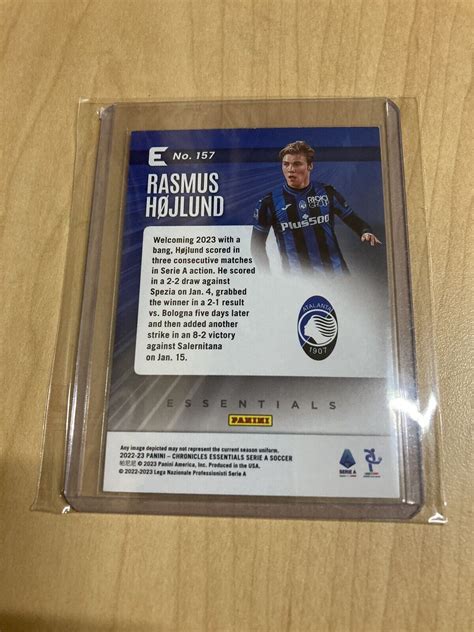 E No. 157
RASMUS
HØJLUND
Plus500
Welcoming 2023 with a
bang, Højlund scored in
three consecutive matches
in Serie A action. He scored
in a 2-2 draw against
Spezia on Jan. 4, grabbed
the winner in a 2-1 result
vs. Bologna five days later
and then added another
strike in an 8-2 victory
against Salernitana
on Jan. 15.
ATALANTA
1907
ESSENTIALS
PANINI
Any image depicted may not represent the current season uniform.
2022-23 PANINI – CHRONICLES ESSENTIALS SERIE A SOCCER
帕尼尼 © 2023 Panini America, Inc. Produced in the USA.
© 2022-2023 Lega Nazionale Professionisti Serie A
SERIE A